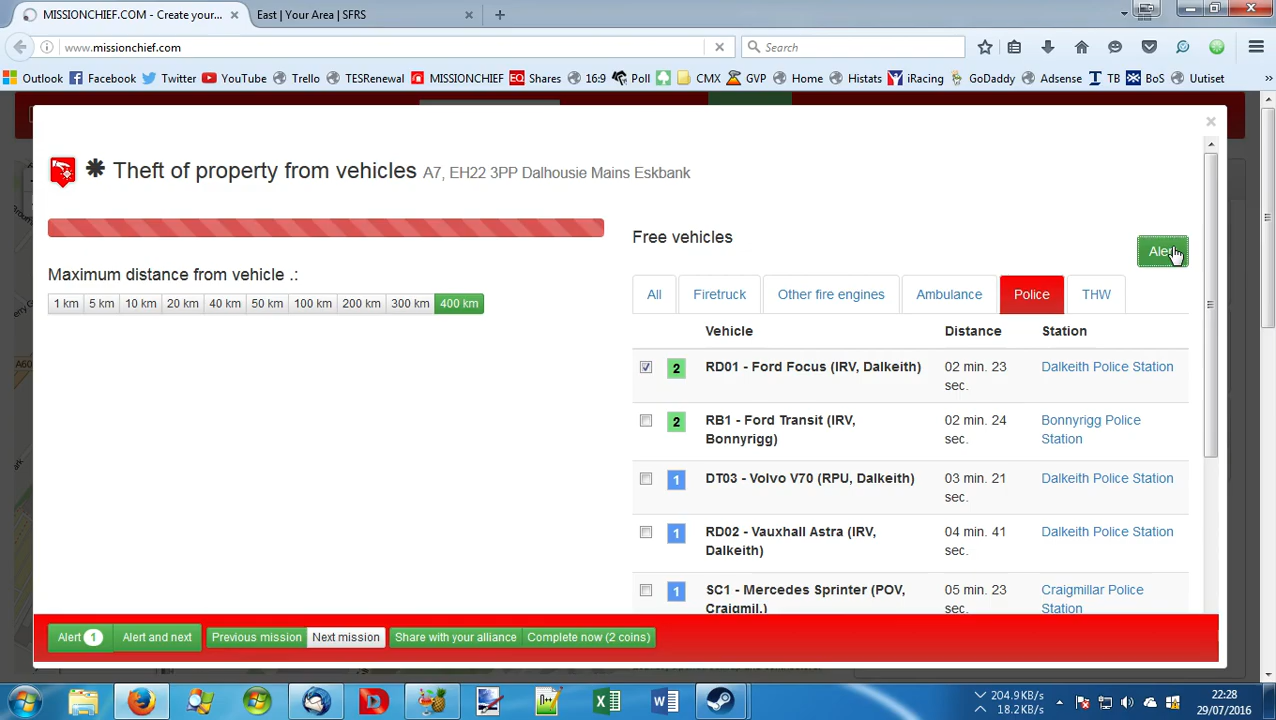 MISSIONCHIEF.COM - Create your...
East | Your Area | SFRS
www.missionchief.com
Search
Outlook Facebook Twitter YouTube Trello TESRenewal MISSIONCHIEF Shares 16:9 Poll CMX GVP Home Histats iRacing GoDaddy Adsense TB BoS Uutiset
Theft of property from vehicles A7, EH22 3PP Dalhousie Mains Eskbank
Free vehicles
Alert
Maximum distance from vehicle .:
1 km 5 km 10 km 20 km 40 km 50 km 100 km 200 km 300 km 400 km
All Firetruck Other fire engines Ambulance Police THW
Vehicle Distance Station
2 RD01 - Ford Focus (IRV, Dalkeith) 02 min. 23 Dalkeith Police Station
sec.
2 RB1 - Ford Transit (IRV, 02 min. 24 Bonnyrigg Police
Bonnyrigg) sec. Station
1 DT03 - Volvo V70 (RPU, Dalkeith) 03 min. 21 Dalkeith Police Station
sec.
1 RD02 - Vauxhall Astra (IRV, 04 min. 41 Dalkeith Police Station
Dalkeith) sec.
1 SC1 - Mercedes Sprinter (POV, 05 min. 23 Craigmillar Police
Craigmil.) sec. Station
Alert 1 Alert and next Previous mission Next mission Share with your alliance Complete now (2 coins)
204.9KB/s 22:28
18.2KB/s 29/07/2016